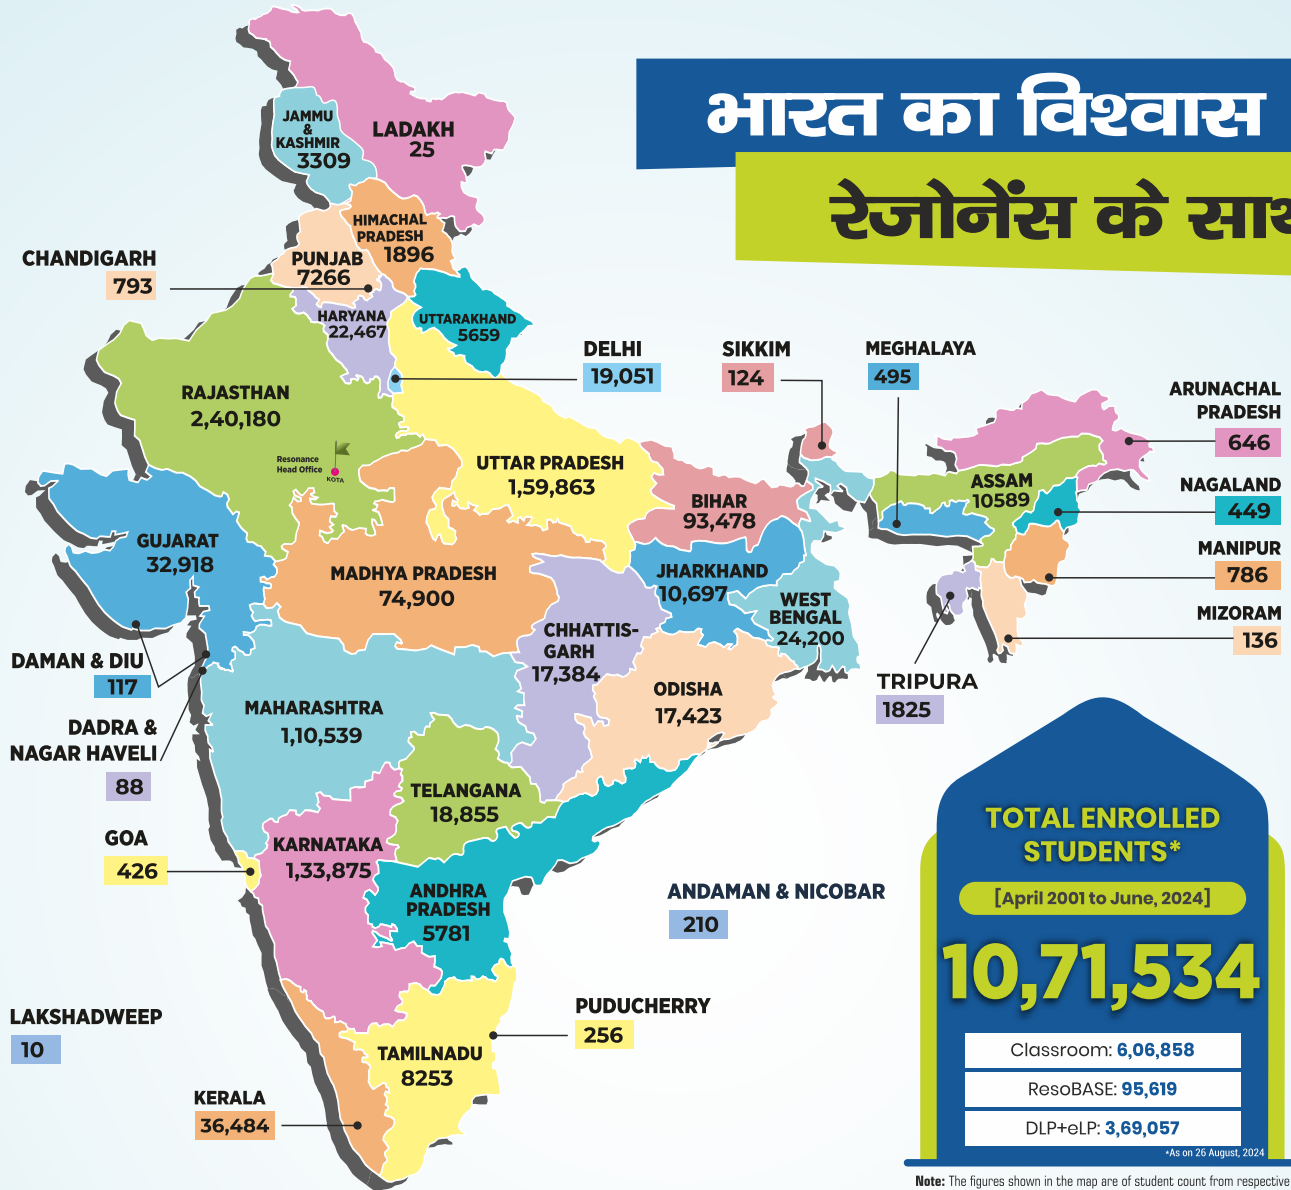 भारत का विश्वास
रेजोनेंस के
JAMMU
&
KASHMIR
3309
LADAKH
25
HIMACHAL
PRADESH
1896
PUNJAB
7266
CHANDIGARH
793
HARYANA
22,467
UTTARAKHAND
5659
DELHI
19,051
SIKKIM
124
MEGHALAYA
495
ARUNACHAL
PRADESH
646
RAJASTHAN
2,40,180
Resonance
Head Office
KOTA
UTTAR PRADESH
1,59,863
BIHAR
93,478
ASSAM
10589
NAGALAND
449
MANIPUR
786
MIZORAM
136
TRIPURA
1825
GUJARAT
32,918
MADHYA PRADESH
74,900
JHARKHAND
10,697
WEST
BENGAL
24,200
CHHATTIS-
GARH
17,384
ODISHA
17,423
DAMAN & DIU
117
DADRA &
NAGAR HAVELI
88
MAHARASHTRA
1,10,539
TELANGANA
18,855
GOA
426
KARNATAKA
1,33,875
ANDHRA
PRADESH
5781
ANDAMAN & NICOBAR
210
LAKSHADWEEP
10
PUDUCHERRY
256
TAMILNADU
8253
KERALA
36,484
TOTAL ENROLLED
STUDENTS*
[April 2001 to June, 2024]
10,71,534
Classroom: 6,06,858
ResoBASE: 95,619
DLP+eLP: 3,69,057
*As on 26 August, 2024
Note: The figures shown in the map are of student count from respective